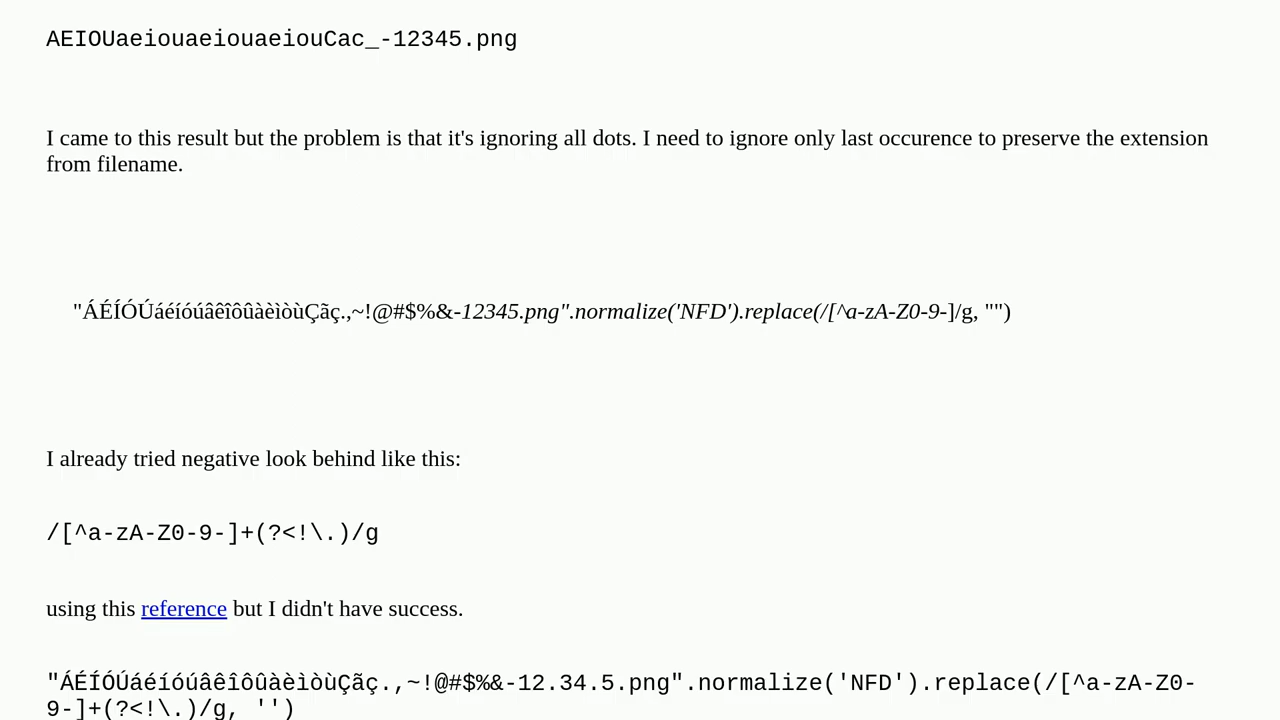 AEIOUaeiouaeiouaeiouCac_-12345.png
I came to this result but the problem is that it's ignoring all dots. I need to ignore only last occurence to preserve the extension
from filename.
"ÁÉÍÓÚáéíóúâêîôûàèìòùÇãç.,~!@#$%&-12345.png".normalize('NFD').replace(/[^a-zA-Z0-9-]/g, "")
I already tried negative look behind like this:
/[^a-zA-Z0-9-]+(?<!\.)/g
using this reference but I didn't have success.
"ÁÉÍÓÚáéíóúâêîôûàèìòùÇãç.,~!@#$%&-12.34.5.png".normalize('NFD').replace(/[^a-zA-Z0-
9-]+(?<!\.)/g, '')